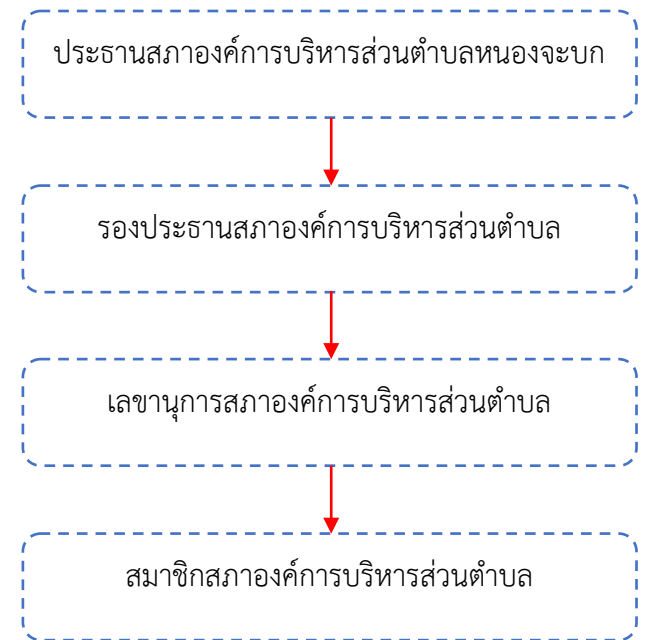 ประธานสภาองค์การบริหารส่วนตำบลหนองจะบก
รองประธานสภาองค์การบริหารส่วนตำบล
เลขานุการสภาองค์การบริหารส่วนตำบล
สมาชิกสภาองค์การบริหารส่วนตำบล